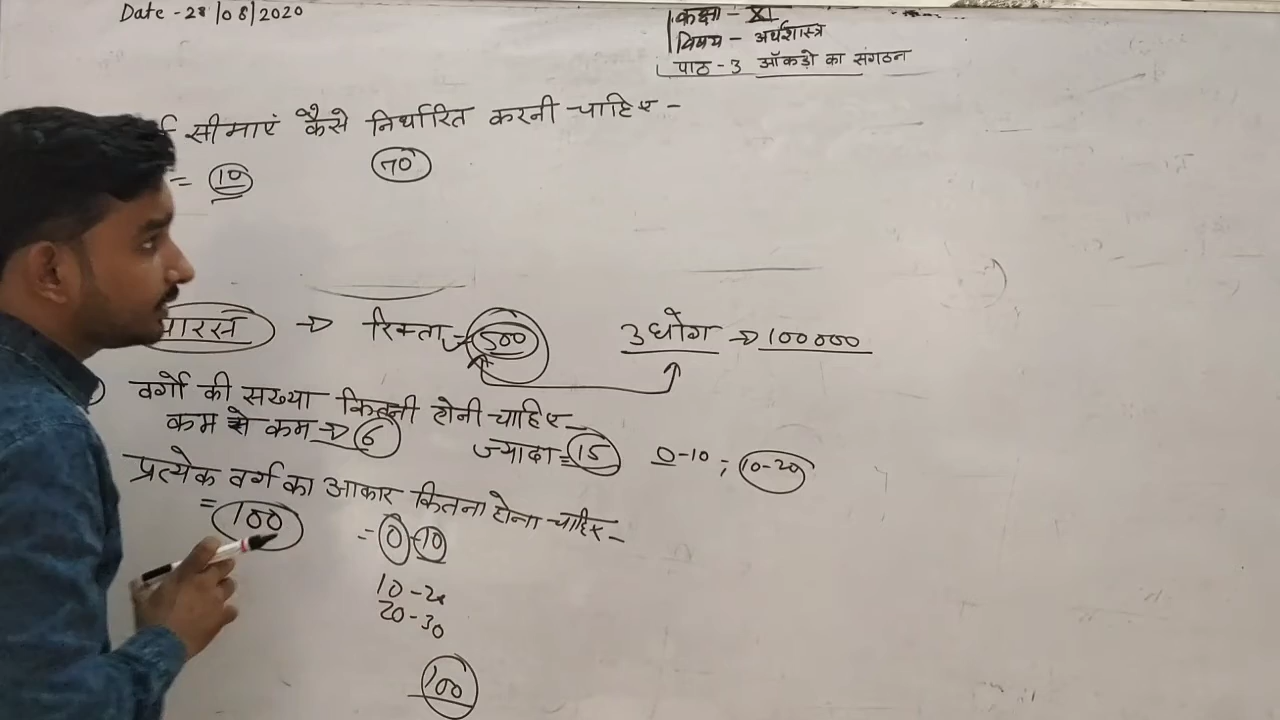 Date - 28/08/2020
कक्षा - XI
विषय - अर्थशास्त्र
पाठ - 3 आँकड़ो का संगठन
सीमाएं कैसे निर्धारित करनी चाहिए -
= 10 70
→ रिक्ता → 500 उधोग → 100000
वर्गो की सख्या कितनी होनी चाहिए -
कम से कम → 6 ज्यादा = 15 0-10 ; 10-20
प्रत्येक वर्ग का आकार कितना होना चाहिए -
= 100 = 0-10
10-20
20-30
100